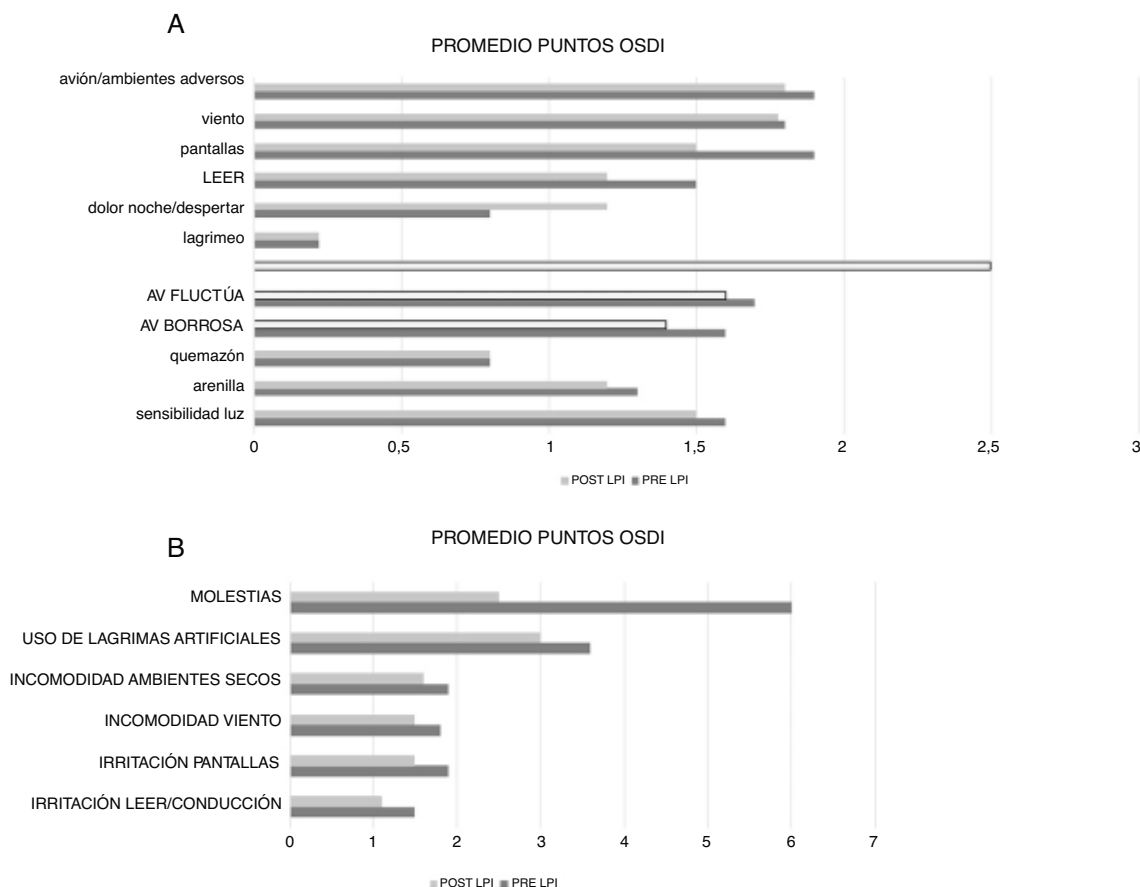 A
PROMEDIO PUNTOS OSDI
avión/ambientes adversos
viento
pantallas
LEER
dolor noche/despertar
lagrimeo
AV FLUCTÚA
AV BORROSA
quemazón
arenilla
sensibilidad luz
0 0,5 1 1,5 2 2,5 3
POST LPI PRE LPI
B
PROMEDIO PUNTOS OSDI
MOLESTIAS
USO DE LAGRIMAS ARTIFICIALES
INCOMODIDAD AMBIENTES SECOS
INCOMODIDAD VIENTO
IRRITACIÓN PANTALLAS
IRRITACIÓN LEER/CONDUCCIÓN
0 1 2 3 4 5 6 7
POST LPI PRE LPI